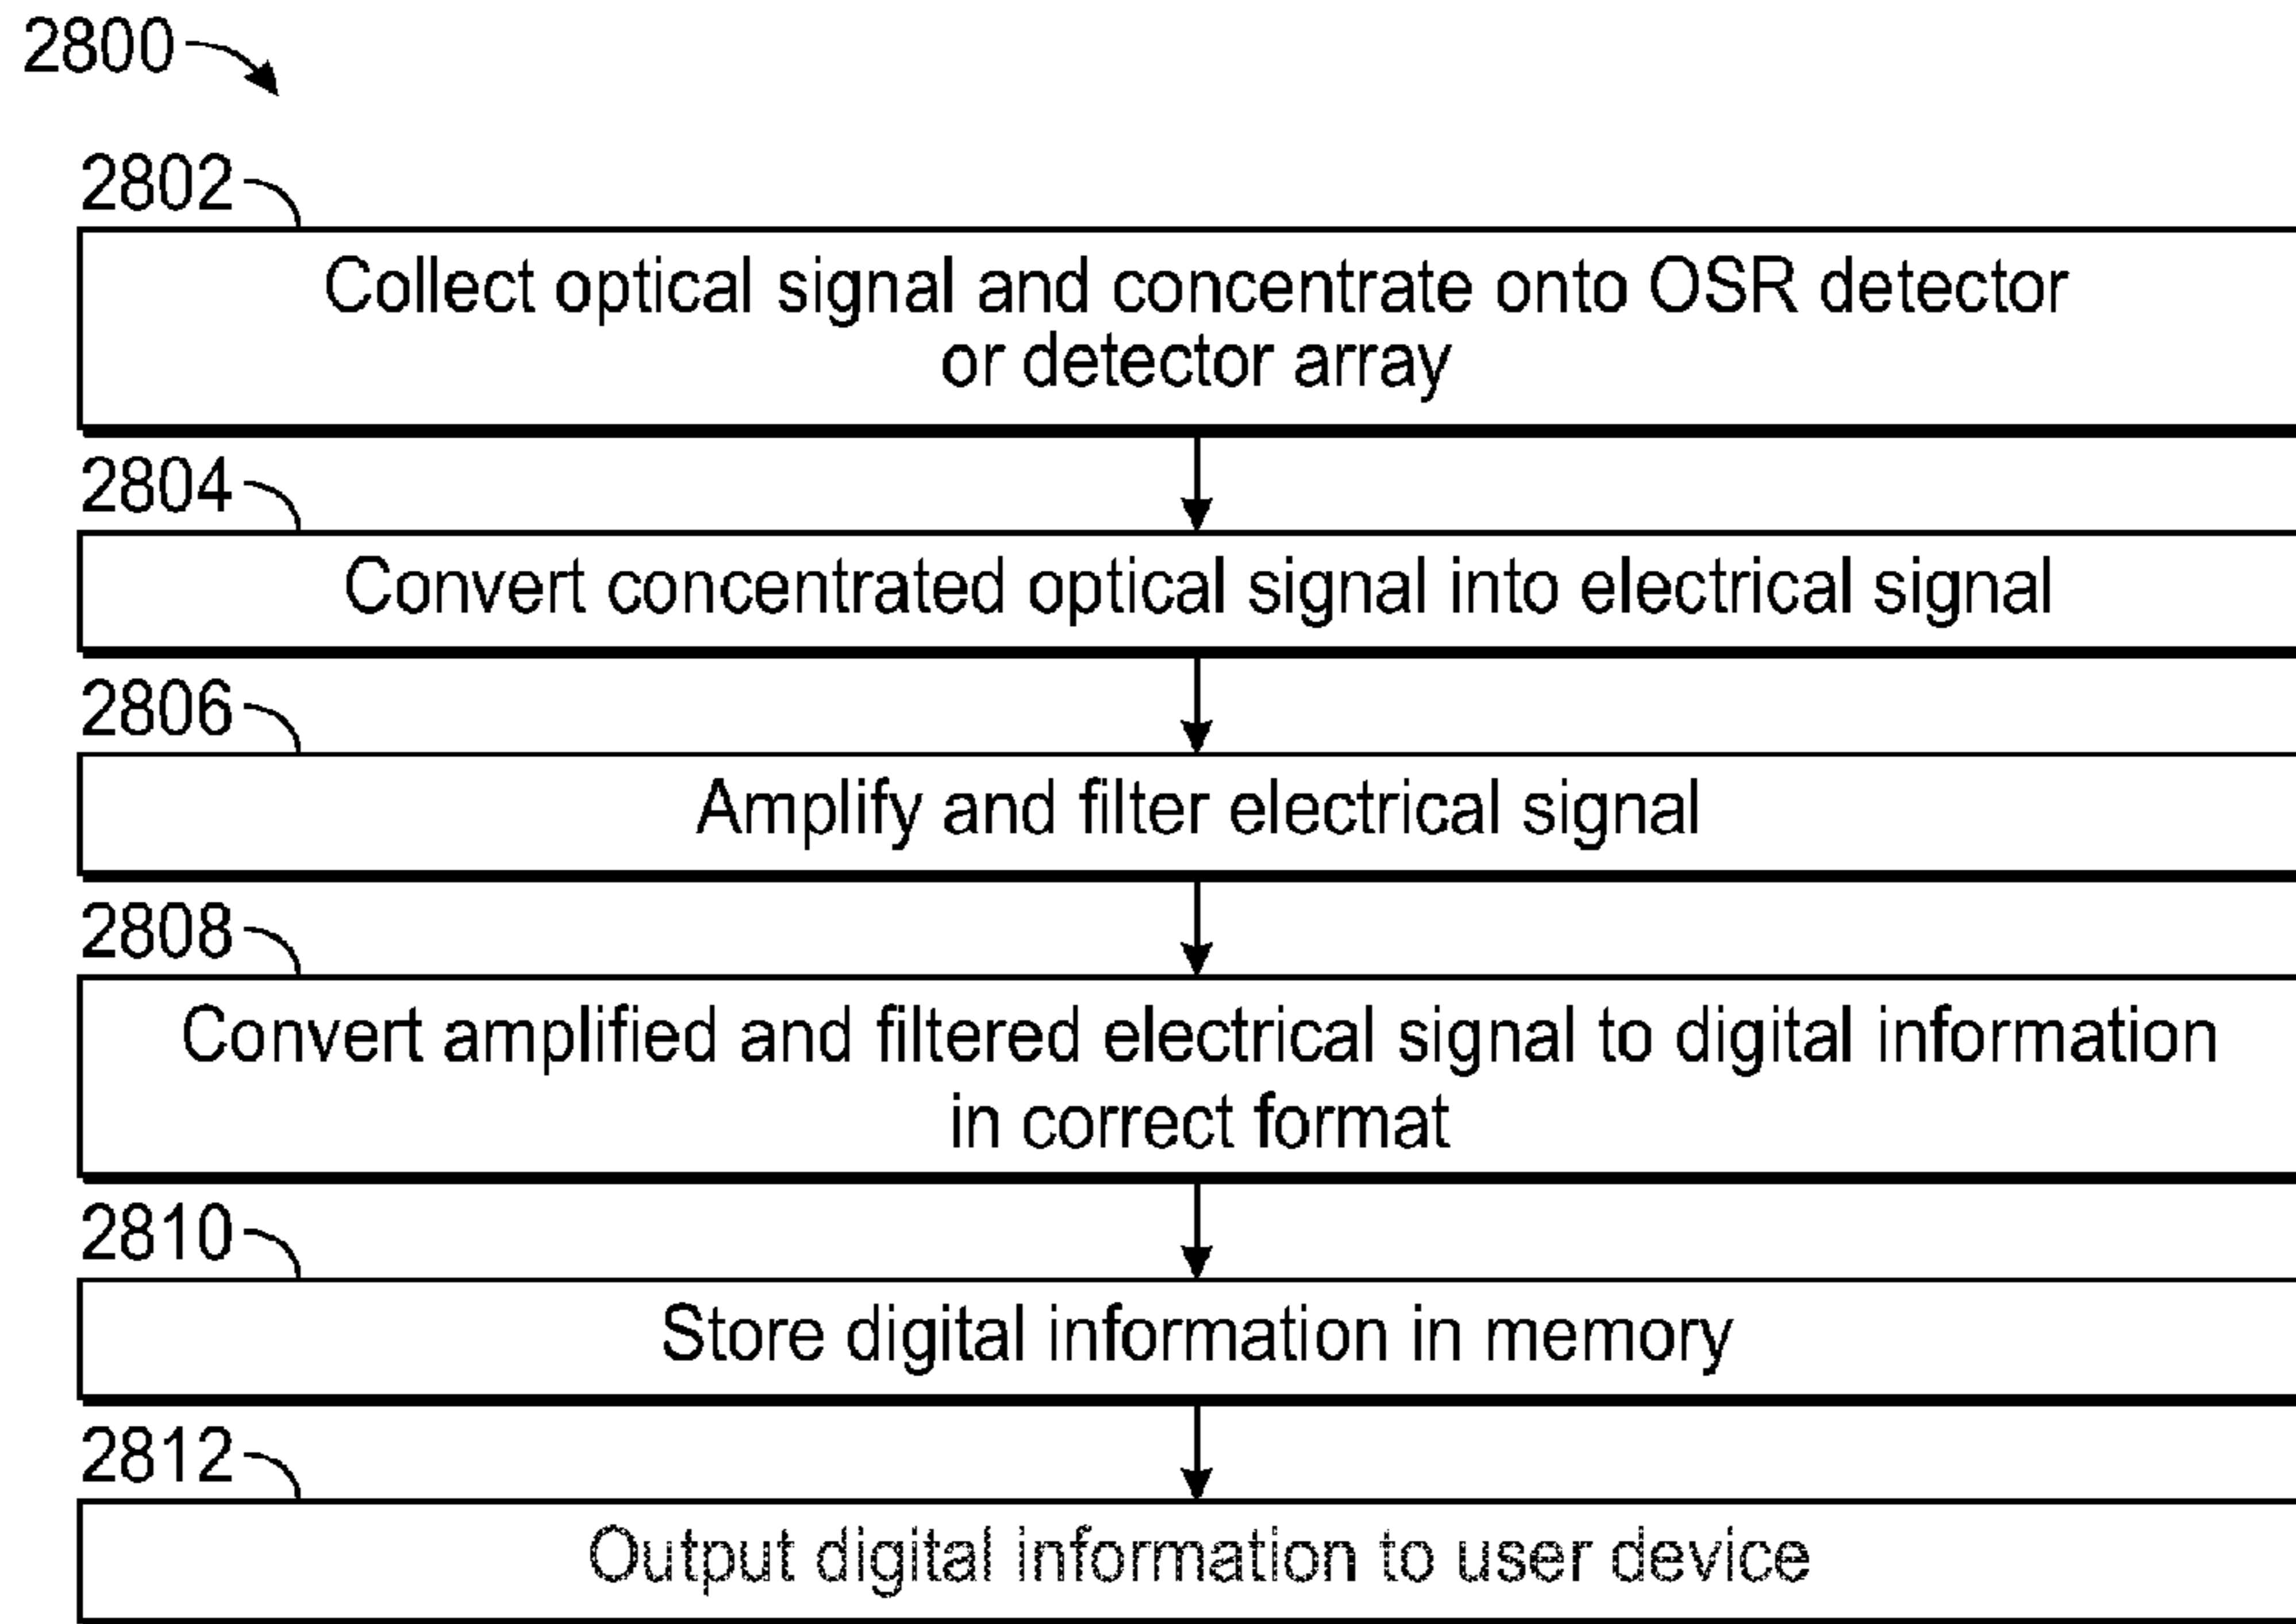 2800
2802
Collect optical signal and concentrate onto OSR detector
or detector array
2804
Convert concentrated optical signal into electrical signal
2806
Amplify and filter electrical signal
2808
Convert amplified and filtered electrical signal to digital information
in correct format
2810
Store digital information in memory
2812
Output digital information to user device